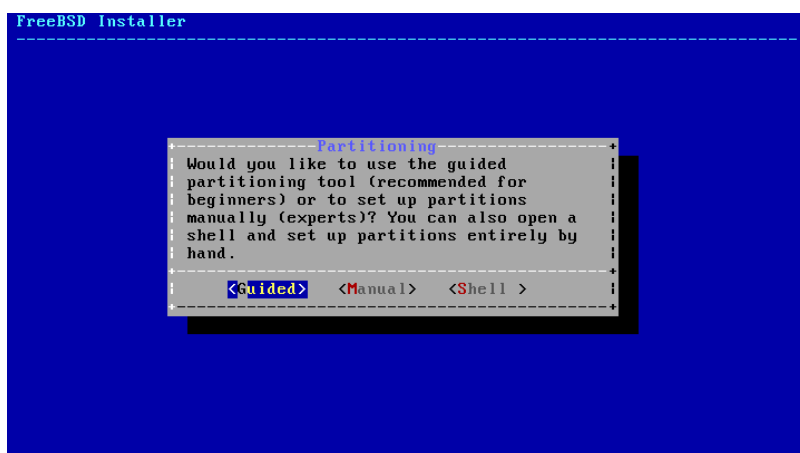 FreeBSD Installer
Partitioning
Would you like to use the guided
partitioning tool (recommended for
beginners) or to set up partitions
manually (experts)? You can also open a
shell and set up partitions entirely by
hand.
<Guided> <Manual> <Shell >